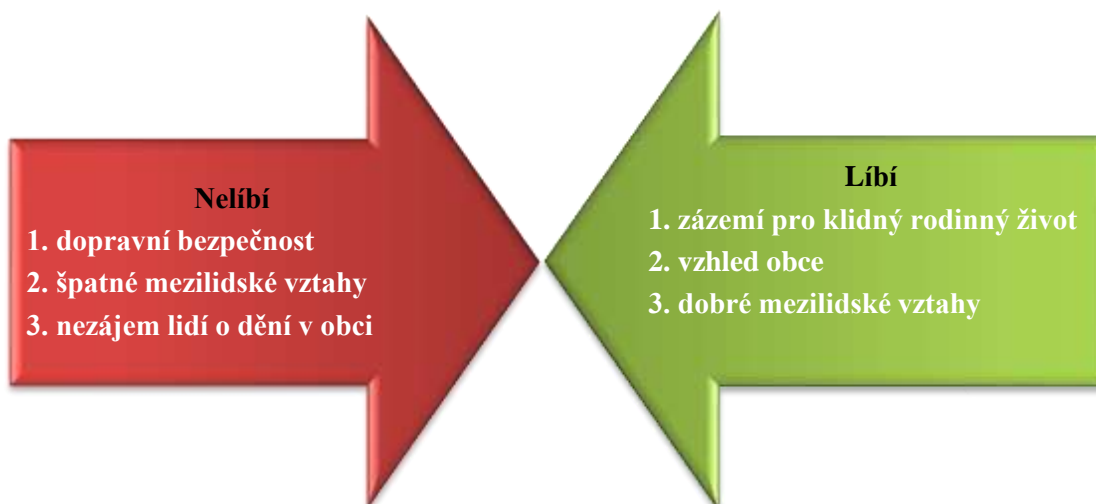 Nelíbí
1. dopravní bezpečnost
2. špatné mezilidské vztahy
3. nezájem lidí o dění v obci
Líbí
1. zázemí pro klidný rodinný život
2. vzhled obce
3. dobré mezilidské vztahy